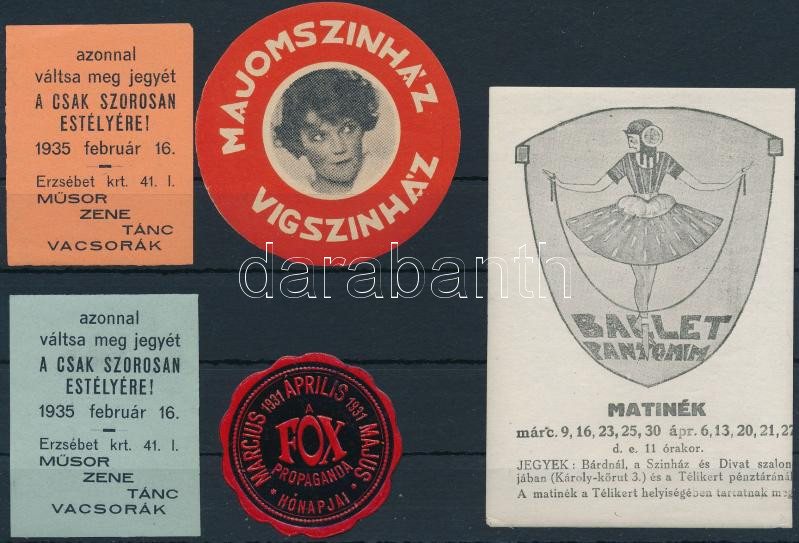 azonnal
váltsa meg jegyét
A CSAK SZOROSAN
ESTÉLYÉRE!
1935 február 16.
Erzsébet krt. 41. I.
MŰSOR
ZENE
TÁNC
VACSORÁK
MAJOMSZINHÁZ
VIGSZINHÁZ
azonnal
váltsa meg jegyét
A CSAK SZOROSAN
ESTÉLYÉRE!
1935 február 16.
Erzsébet krt. 41. I.
MŰSOR
ZENE
TÁNC
VACSORÁK
MÁRCIUS 1931 ÁPRILIS 1931 MÁJUS
A
FOX
PROPAGANDA
HÓNAPJAI
BALLET
PANTOMIM
MATINÉK
márc. 9, 16, 23, 25, 30 ápr. 6, 13, 20, 21, 27
d. e. 11 órakor.
JEGYEK: Bárdnál, a Szinház és Divat szalon-
jában (Károly-körut 3.) és a Télikert pénztáránál
A matinék a Télikert helyiségében tartatnak meg
darabanth